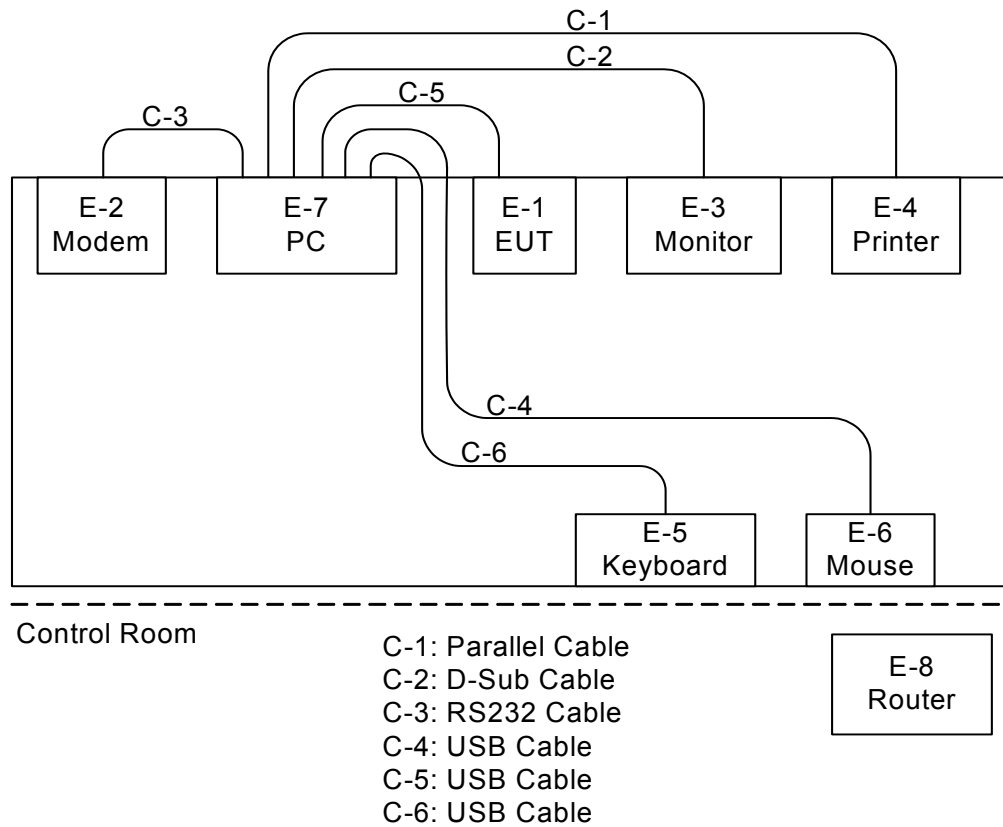 C-1
C-2
C-5
C-3
E-2
Modem
E-7
PC
E-1
EUT
E-3
Monitor
E-4
Printer
C-4
C-6
E-5
Keyboard
E-6
Mouse
Control Room
C-1: Parallel Cable
C-2: D-Sub Cable
C-3: RS232 Cable
C-4: USB Cable
C-5: USB Cable
C-6: USB Cable
E-8
Router